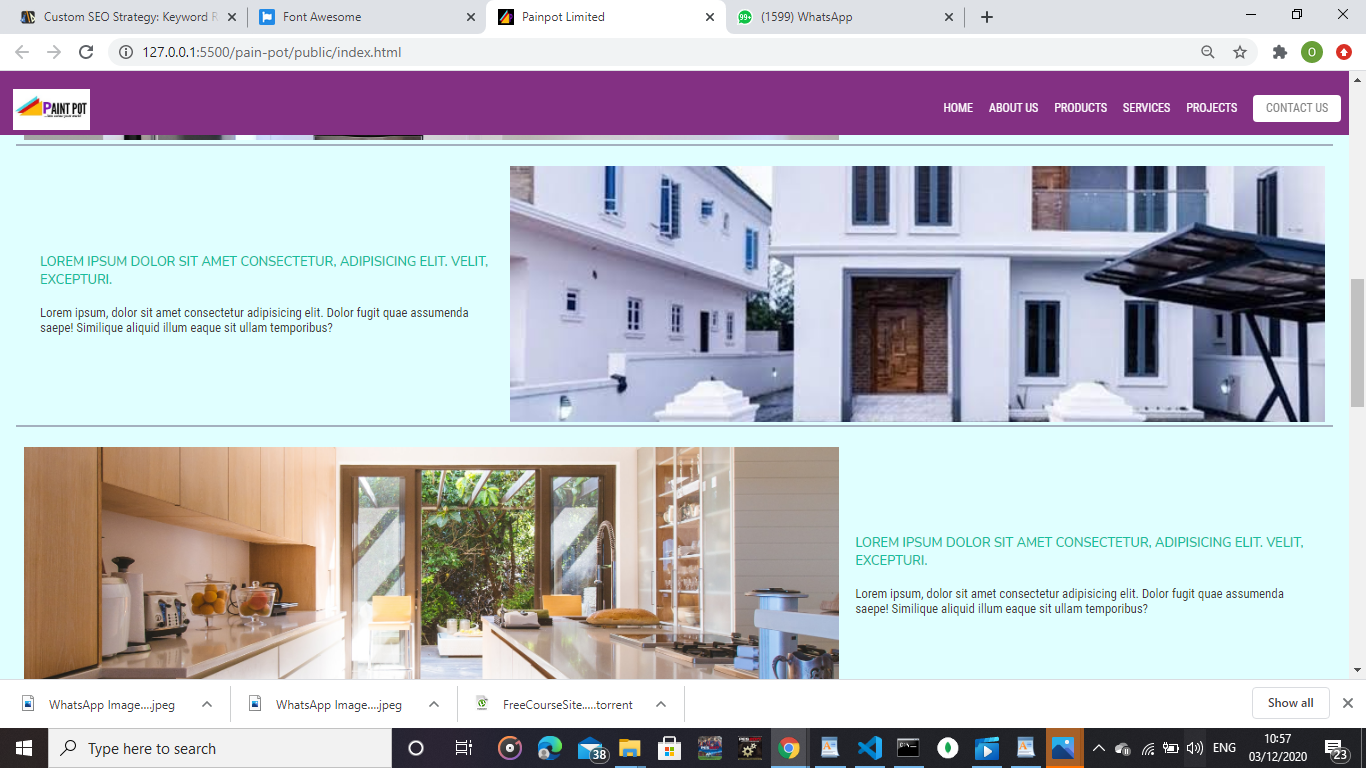 Custom SEO Strategy: Keyword R
Font Awesome
Painpot Limited
99+
(1599) WhatsApp
127.0.0.1:5500/pain-pot/public/index.html
O
PAINT POT
HOME
ABOUT US
PRODUCTS
SERVICES
PROJECTS
CONTACT US
LOREM IPSUM DOLOR SIT AMET CONSECTETUR, ADIPISICING ELIT. VELIT,
EXCEPTURI.
Lorem ipsum, dolor sit amet consectetur adipisicing elit. Dolor fugit quae assumenda
saepe! Similique aliquid illum eaque sit ullam temporibus?
LOREM IPSUM DOLOR SIT AMET CONSECTETUR, ADIPISICING ELIT. VELIT,
EXCEPTURI.
Lorem ipsum, dolor sit amet consectetur adipisicing elit. Dolor fugit quae assumenda
saepe! Similique aliquid illum eaque sit ullam temporibus?
WhatsApp Image....jpeg
WhatsApp Image....jpeg
FreeCourseSite.....torrent
Show all
Type here to search
38
ENG
10:57
03/12/2020
23